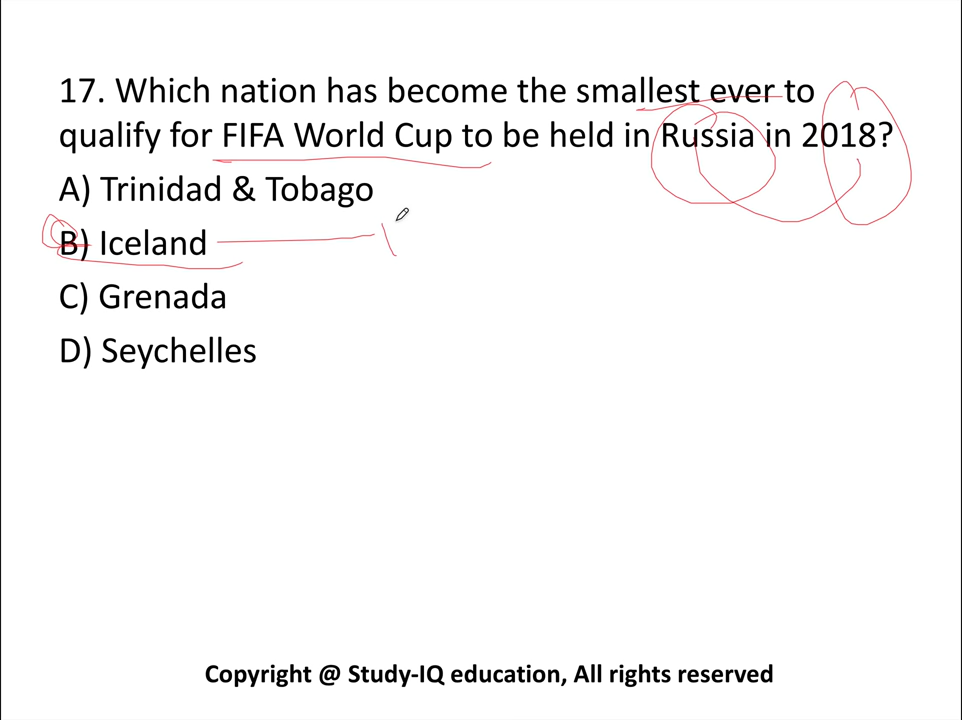 17. Which nation has become the smallest ever to
qualify for FIFA World Cup to be held in Russia in 2018?
A) Trinidad & Tobago
B) Iceland
C) Grenada
D) Seychelles
Copyright @ Study-IQ education, All rights reserved